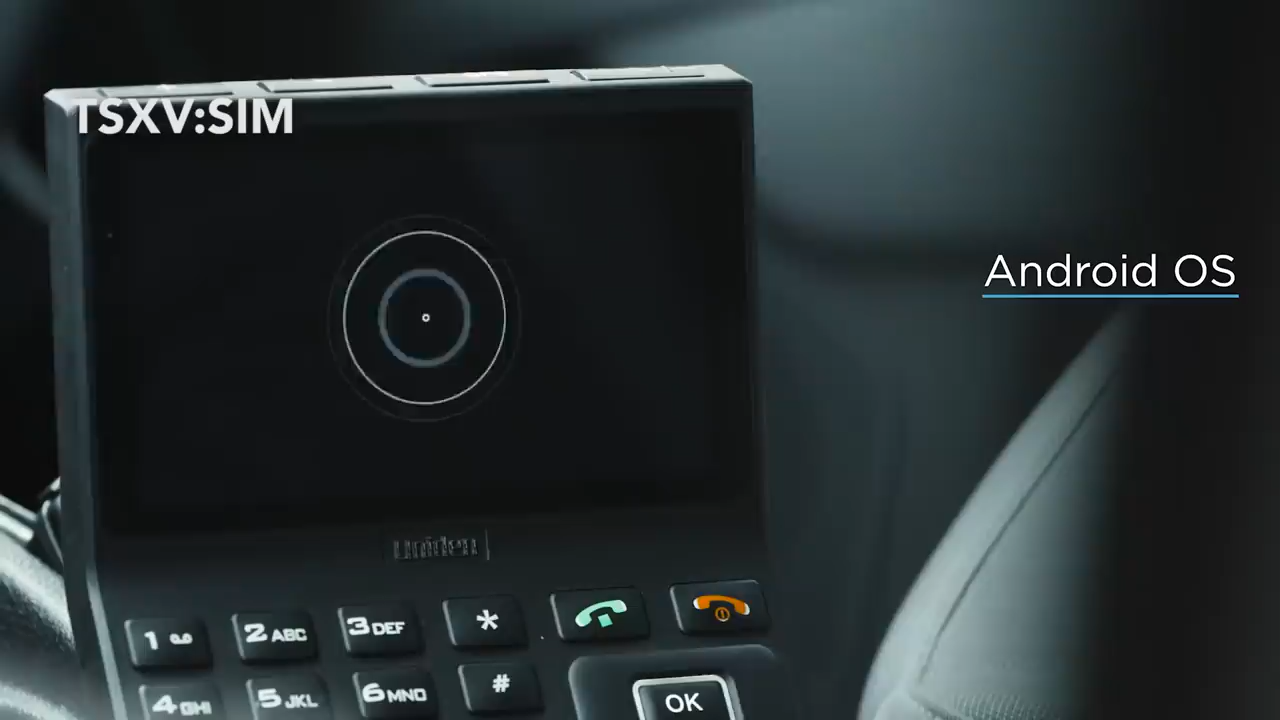 TSXV:SIM
Android OS
Uniden
1 2 ABC 3 DEF *
4 GHI 5 JKL 6 MNO #
OK